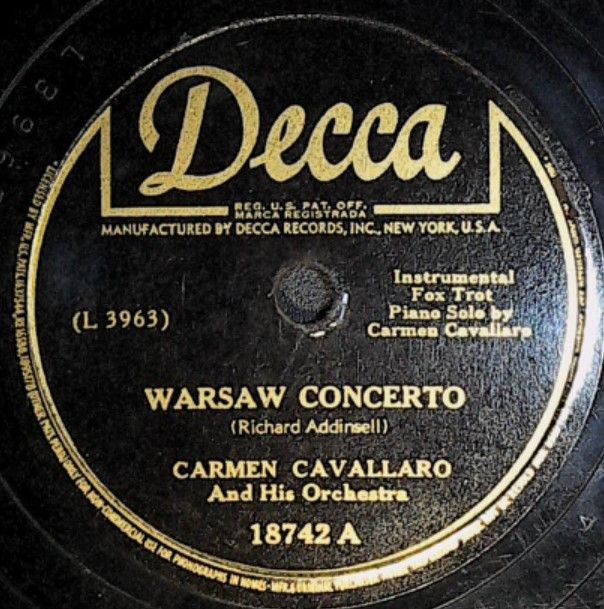 Decca
REG. U.S. PAT. OFF.
MARCA REGISTRADA
MANUFACTURED BY DECCA RECORDS, INC., NEW YORK, U.S.A.
(L 3963)
Instrumental
Fox Trot
Piano Solo by
Carmen Cavallaro
WARSAW CONCERTO
(Richard Addinsell)
CARMEN CAVALLARO
And His Orchestra
18742 A
L 3963